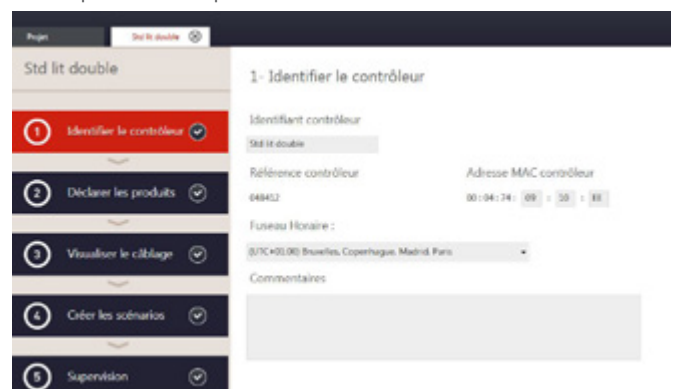 Projet
Std lit double
Std lit double
1- Identifier le contrôleur
1 Identifier le contrôleur
2 Déclarer les produits
3 Visualiser le câblage
4 Créer les scénarios
5 Supervision
Identifiant contrôleur
Std lit double
Référence contrôleur
Adresse MAC contrôleur
048412
00 : 04 : 74 : 09 : 10 :
Fuseau Horaire :
(UTC+01:00) Bruxelles, Copenhague, Madrid, Paris
Commentaires